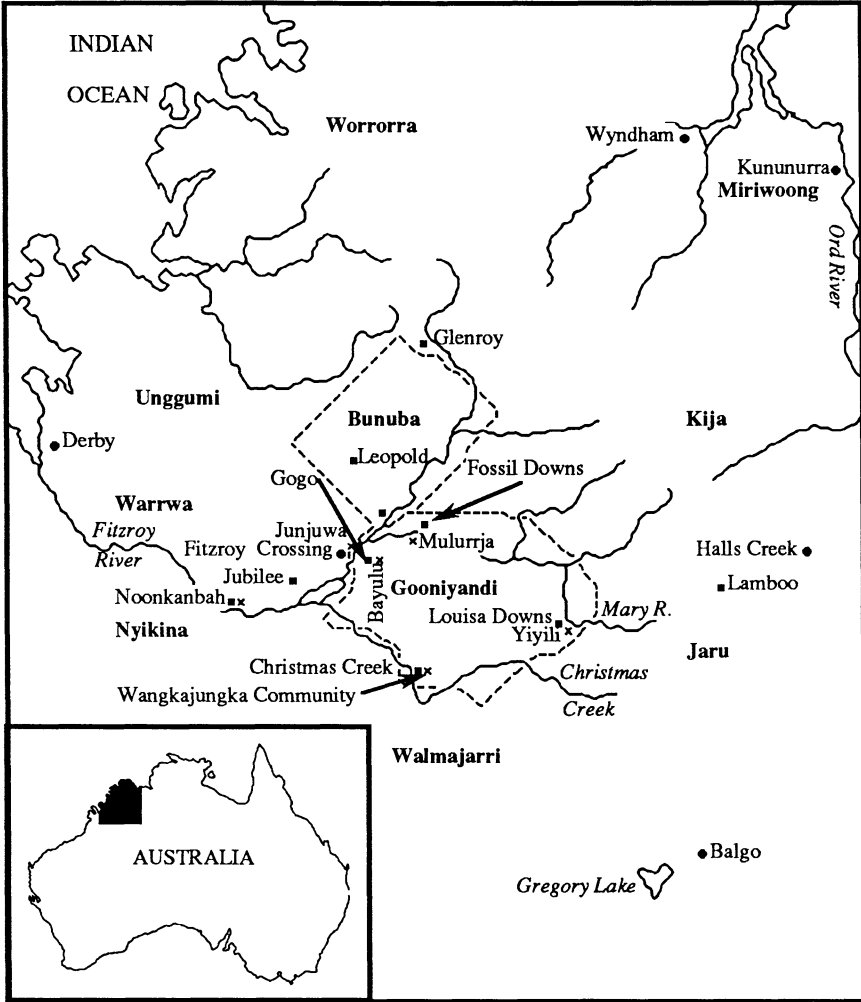 INDIAN
OCEAN
Worrorra
Wyndham
Kununurra
Miriwoong
Ord River
Glenroy
Unggumi
Bunuba
Kija
Derby
Leopold
Gogo
Fossil Downs
Warrwa
Fitzroy
River
Junjuwa
Fitzroy
Crossing
Mulurrja
Halls Creek
Jubilee
Bayulu
Gooniyandi
Lamboo
Noonkanbah
Louisa Downs
Mary R.
Nyikina
Yiyili
Jaru
Christmas Creek
Christmas
Creek
Wangkajungka Community
Walmajarri
AUSTRALIA
Balgo
Gregory Lake